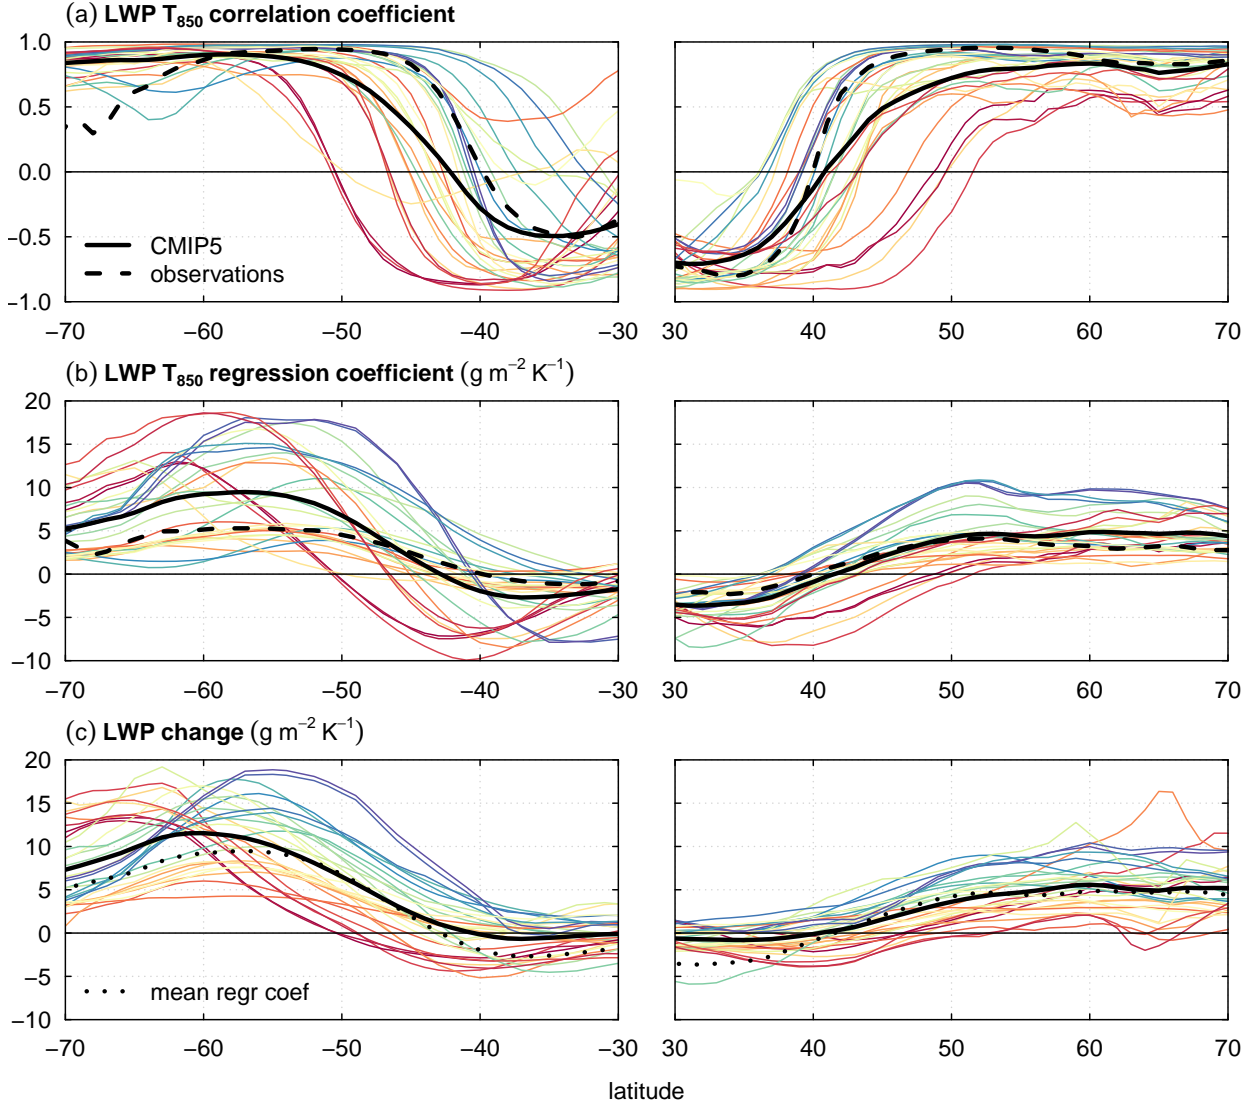 (a) LWP T850 correlation coefficient
1.0
0.5
0.0
−0.5
−1.0
CMIP5
observations
−70 −60 −50 −40 −30 30 40 50 60 70
(b) LWP T850 regression coefficient (g m−2 K−1)
20
15
10
5
0
−5
−10
−70 −60 −50 −40 −30 30 40 50 60 70
(c) LWP change (g m−2 K−1)
20
15
10
5
0
−5
−10
mean regr coef
−70 −60 −50 −40 −30 30 40 50 60 70
latitude